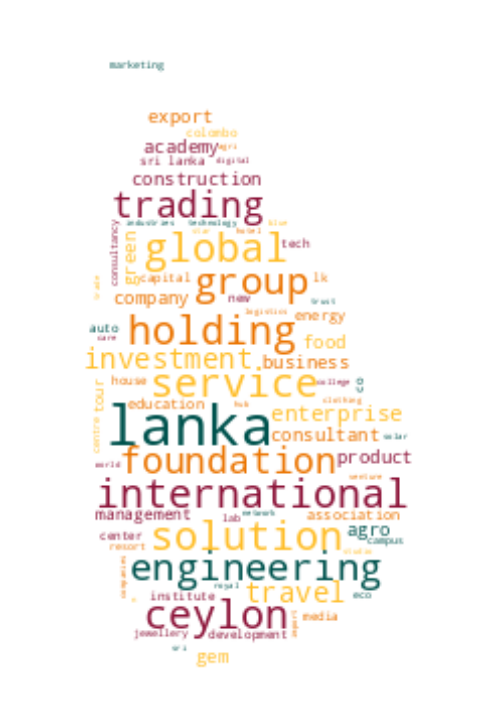 marketing
export
colombo
academy agri
sri lanka digital
construction
trading
industries technology
consultancy green star hotel blue
global tech
capital group lk
trade company new trust
logistics energy
auto holding
care food
investment business
house service college co
clothing
centre tour education hub enterprise
lanka consultant solar
world foundation product
venture
international
management lab network association
center solution agro campus
resort studio
companies engineering
royal travel eco
institute
ceylon export media
jewellery development
sri
gem